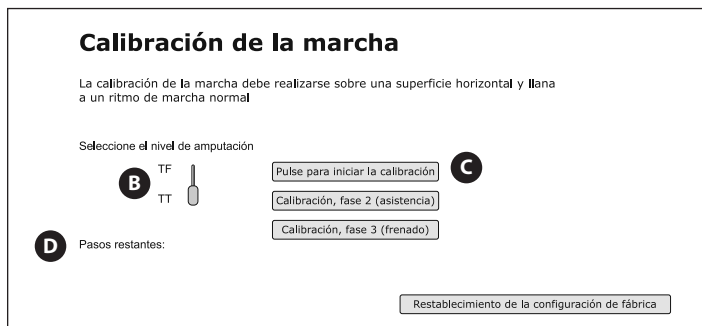 Calibración de la marcha
La calibración de la marcha debe realizarse sobre una superficie horizontal y llana
a un ritmo de marcha normal
Seleccione el nivel de amputación
B
TF
TT
Pulse para iniciar la calibración
C
Calibración, fase 2 (asistencia)
Calibración, fase 3 (frenado)
D
Pasos restantes:
Restablecimiento de la configuración de fábrica